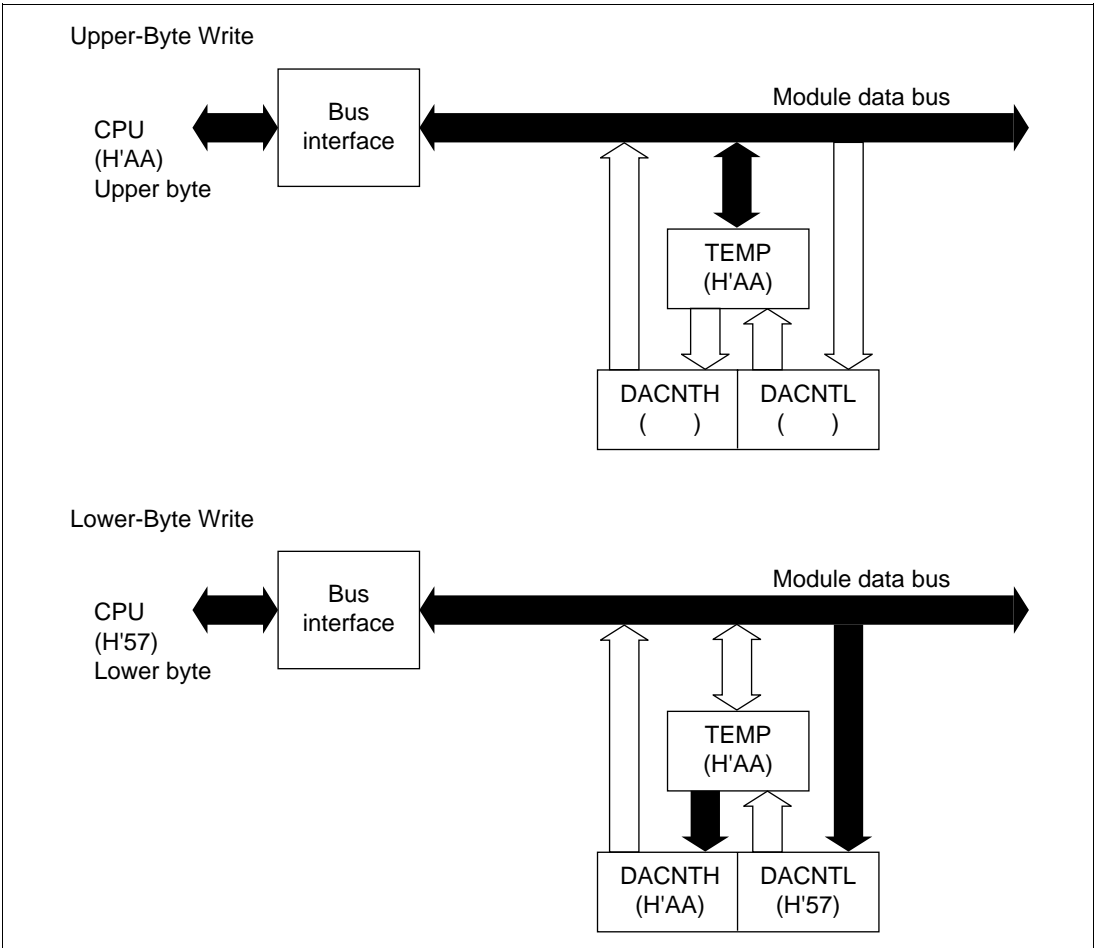 Upper-Byte Write
CPU
(H'AA)
Upper byte
Bus
interface
Module data bus
TEMP
(H'AA)
DACNTH
(      )
DACNTL
(      )
Lower-Byte Write
CPU
(H'57)
Lower byte
Bus
interface
Module data bus
TEMP
(H'AA)
DACNTH
(H'AA)
DACNTL
(H'57)